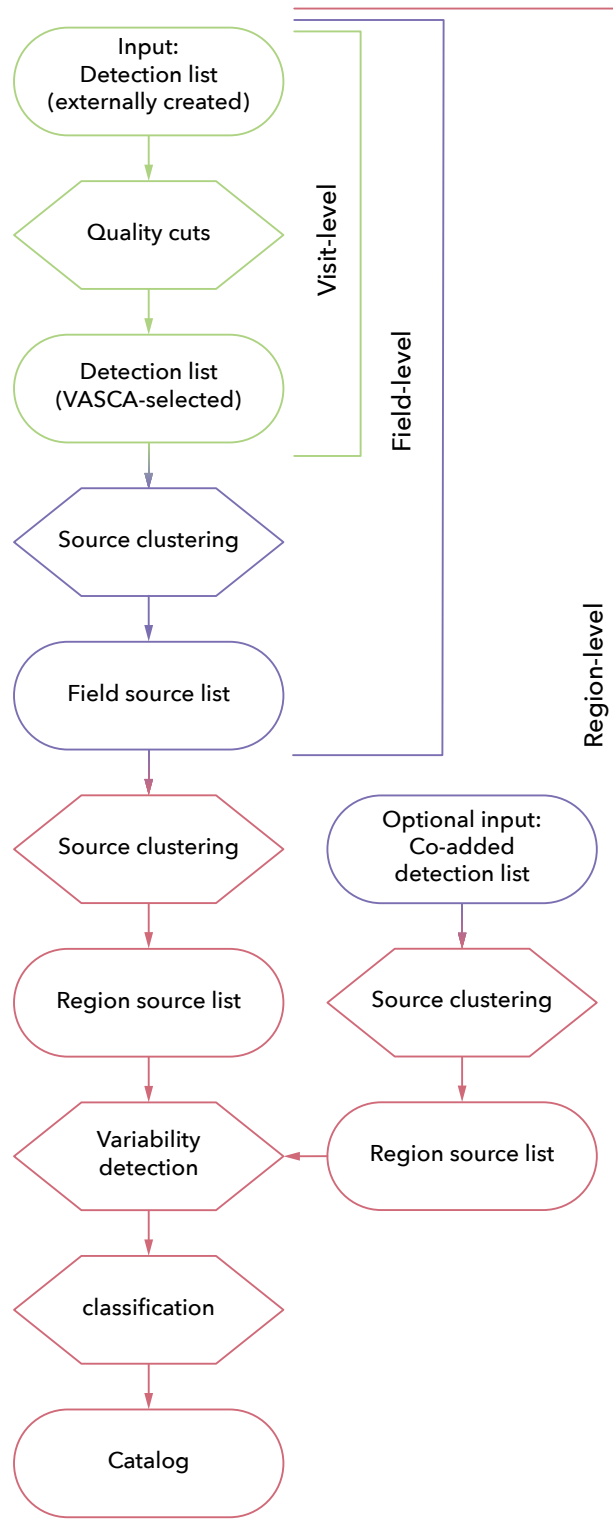 Input:
Detection list
(externally created)
Quality cuts
Detection list
(VASCA-selected)
Visit-level
Source clustering
Field source list
Field-level
Source clustering
Region source list
Optional input:
Co-added
detection list
Source clustering
Region source list
Variability
detection
classification
Catalog
Region-level